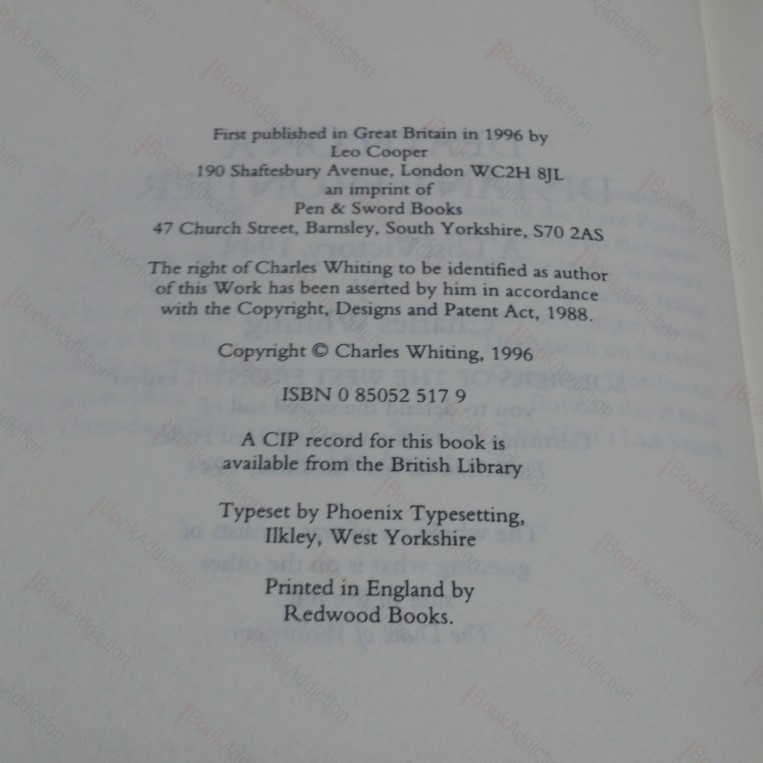 First published in Great Britain in 1996 by
Leo Cooper
190 Shaftesbury Avenue, London WC2H 8JL
an imprint of
Pen & Sword Books
47 Church Street, Barnsley, South Yorkshire, S70 2AS
The right of Charles Whiting to be identified as author
of this Work has been asserted by him in accordance
with the Copyright, Designs and Patent Act, 1988.
Copyright © Charles Whiting, 1996
ISBN 0 85052 517 9
A CIP record for this book is
available from the British Library
Typeset by Phoenix Typesetting,
Ilkley, West Yorkshire
Printed in England by
Redwood Books.